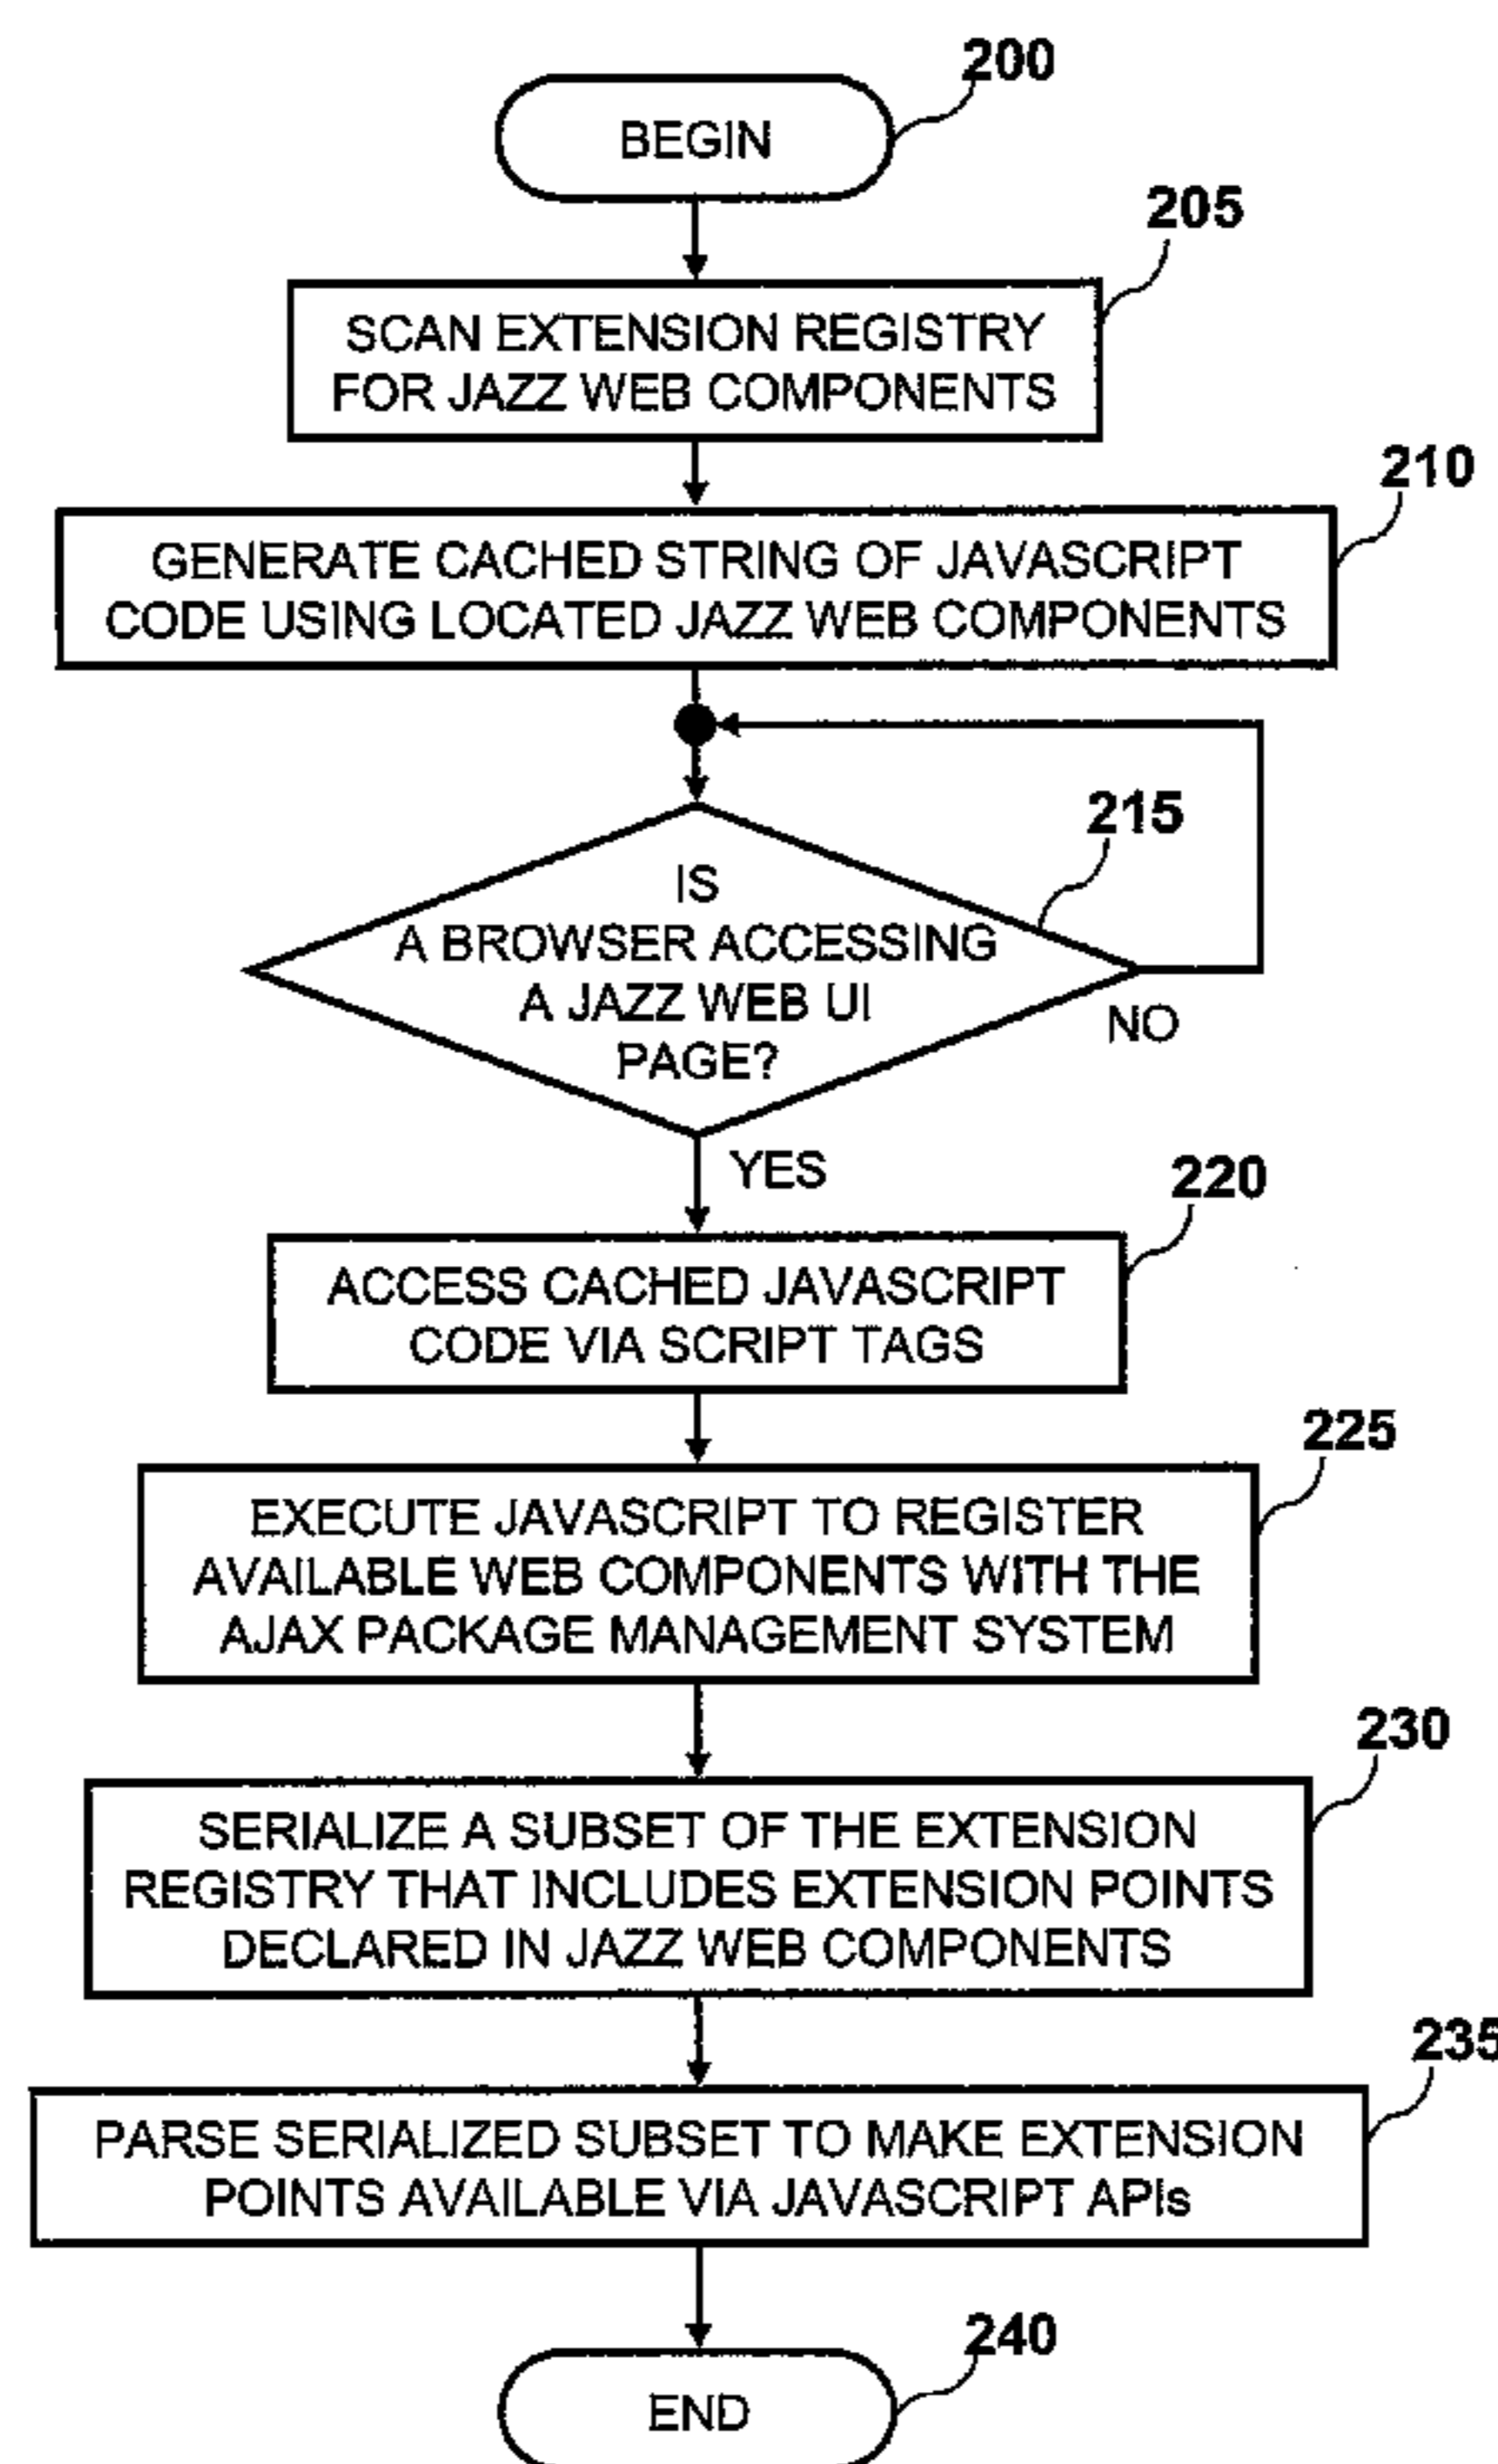 200
BEGIN
205
SCAN EXTENSION REGISTRY
FOR JAZZ WEB COMPONENTS
210
GENERATE CACHED STRING OF JAVASCRIPT
CODE USING LOCATED JAZZ WEB COMPONENTS
215
IS
A BROWSER ACCESSING
A JAZZ WEB UI
PAGE?
NO
YES
220
ACCESS CACHED JAVASCRIPT
CODE VIA SCRIPT TAGS
225
EXECUTE JAVASCRIPT TO REGISTER
AVAILABLE WEB COMPONENTS WITH THE
AJAX PACKAGE MANAGEMENT SYSTEM
230
SERIALIZE A SUBSET OF THE EXTENSION
REGISTRY THAT INCLUDES EXTENSION POINTS
DECLARED IN JAZZ WEB COMPONENTS
235
PARSE SERIALIZED SUBSET TO MAKE EXTENSION
POINTS AVAILABLE VIA JAVASCRIPT APIs
240
END